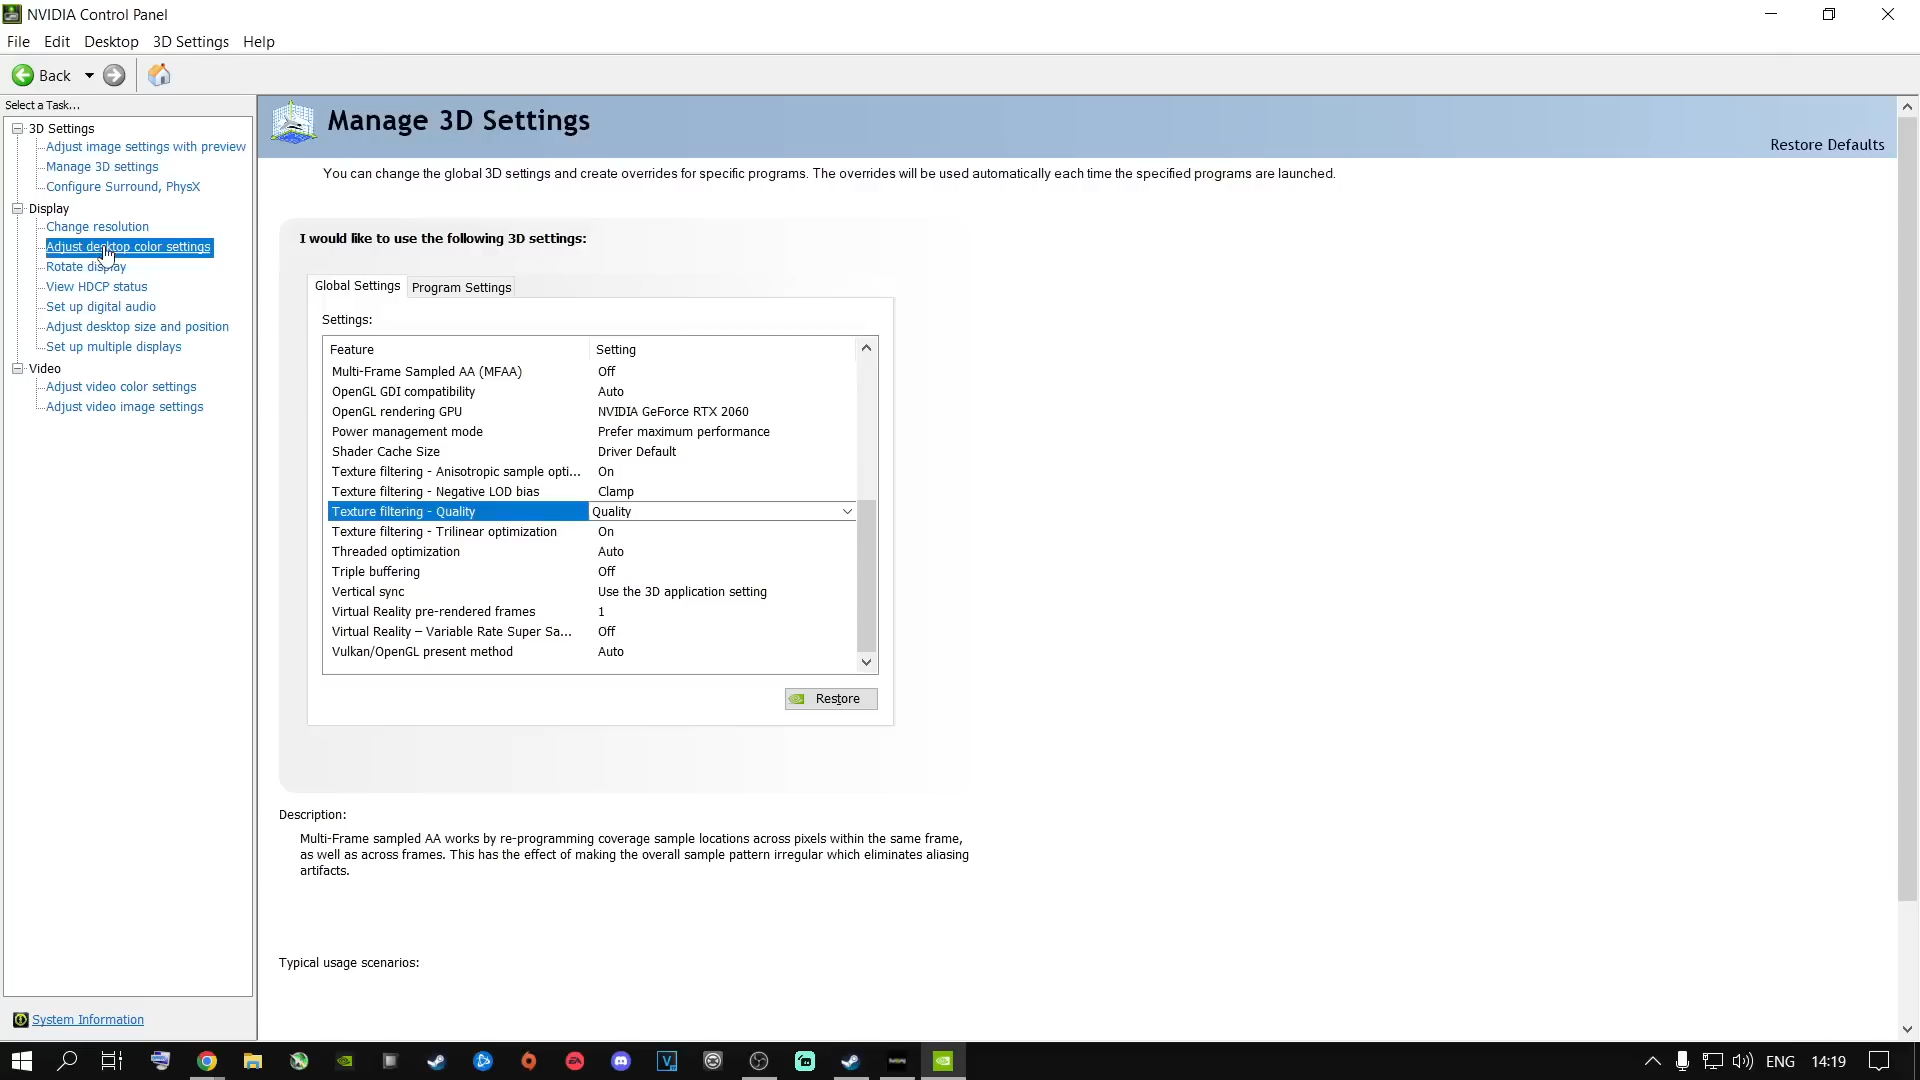 NVIDIA Control Panel
File Edit Desktop 3D Settings Help
Back
Select a Task...
3D Settings
Adjust image settings with preview
Manage 3D settings
Configure Surround, PhysX
Display
Change resolution
Adjust desktop color settings
Rotate display
View HDCP status
Set up digital audio
Adjust desktop size and position
Set up multiple displays
Video
Adjust video color settings
Adjust video image settings
System Information
Manage 3D Settings
Restore Defaults
You can change the global 3D settings and create overrides for specific programs. The overrides will be used automatically each time the specified programs are launched.
I would like to use the following 3D settings:
Global Settings Program Settings
Settings:
Feature Setting
Multi-Frame Sampled AA (MFAA) Off
OpenGL GDI compatibility Auto
OpenGL rendering GPU NVIDIA GeForce RTX 2060
Power management mode Prefer maximum performance
Shader Cache Size Driver Default
Texture filtering - Anisotropic sample opti... On
Texture filtering - Negative LOD bias Clamp
Texture filtering - Quality Quality
Texture filtering - Trilinear optimization On
Threaded optimization Auto
Triple buffering Off
Vertical sync Use the 3D application setting
Virtual Reality pre-rendered frames 1
Virtual Reality – Variable Rate Super Sa... Off
Vulkan/OpenGL present method Auto
Restore
Description:
Multi-Frame sampled AA works by re-programming coverage sample locations across pixels within the same frame,
as well as across frames. This has the effect of making the overall sample pattern irregular which eliminates aliasing
artifacts.
Typical usage scenarios:
ENG 14:19